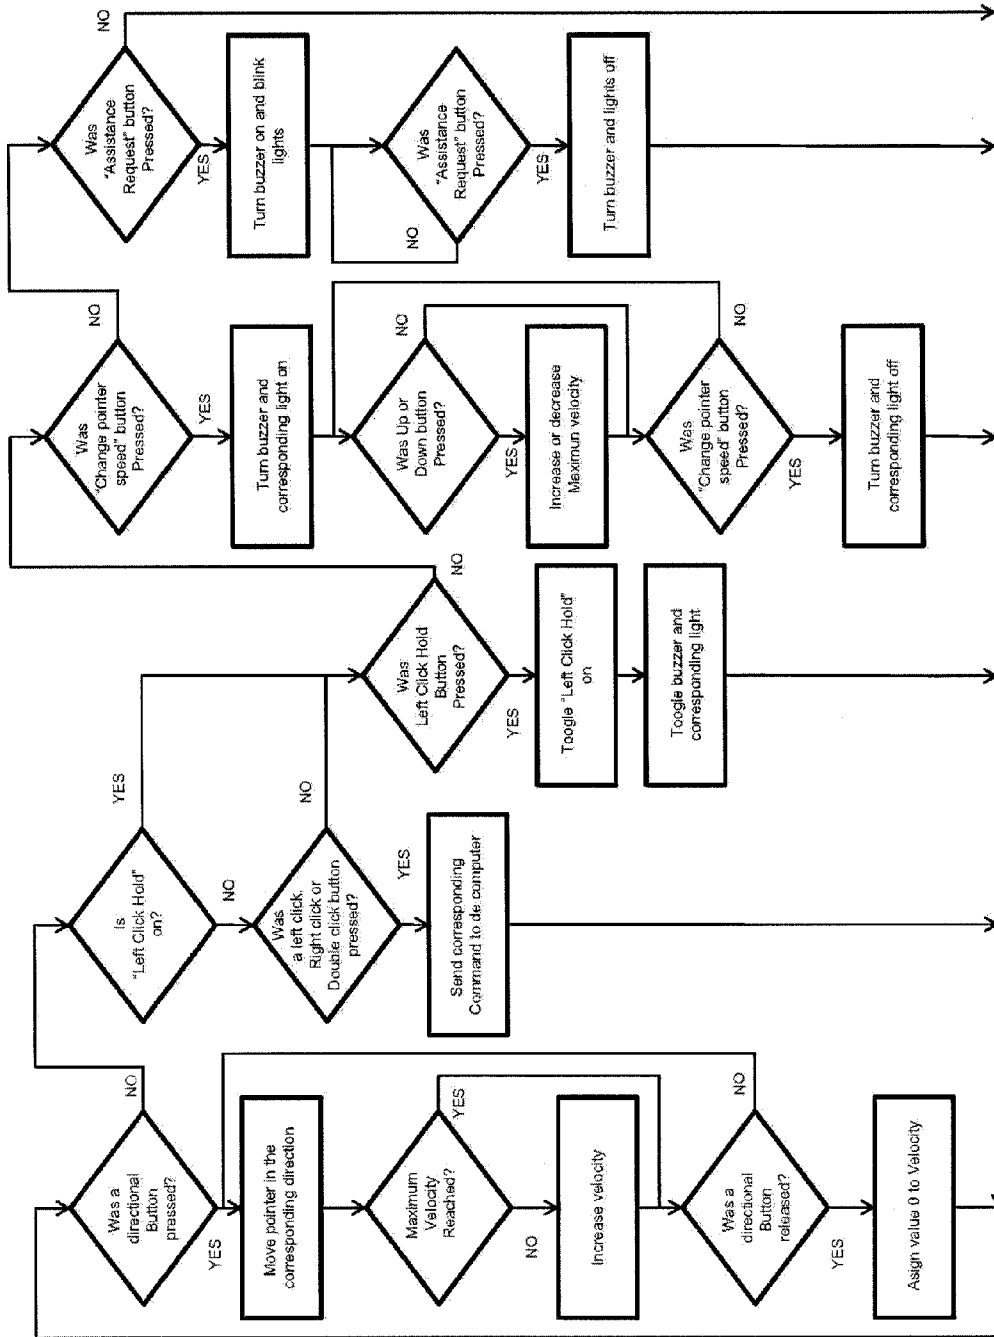 Was a
directional
Button
pressed?
NO
YES
Move pointer in the
corresponding direction
Maximum
Velocity
Reached?
YES
NO
Increase velocity
Was a
directional
Button
released?
NO
YES
Asign value 0 to Velocity
Is
"Left Click Hold"
on?
YES
NO
Was
a left click,
Right click or
Double click button
pressed?
NO
YES
Send corresponding
Command to de computer
Was
Left Click Hold
Button
Pressed?
NO
YES
Toogle "Left Click Hold"
on
Toogle buzzer and
corresponding light
Was
"Change pointer
speed" button
Pressed?
NO
YES
Turn buzzer and
corresponding light on
Was Up or
Down button
Pressed?
NO
YES
Increase or decrease
Maximun velocity
Was
"Change pointer
speed" button
Pressed?
NO
YES
Turn buzzer and
corresponding light off
Was
"Assistance
Request" button
Pressed?
NO
YES
Turn buzzer on and blink
lights
Was
"Assistance
Request" button
Pressed?
NO
YES
Turn buzzer and lights off